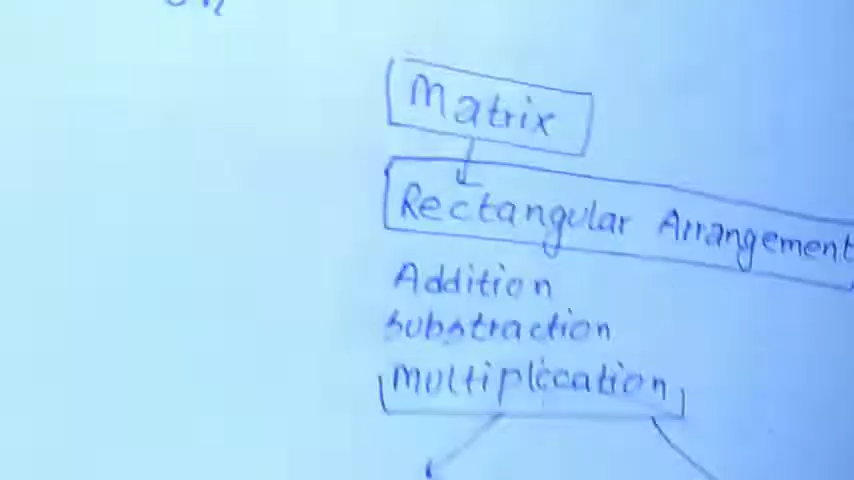 Matrix
Rectangular Arrangement
Addition
Substraction
Multiplication